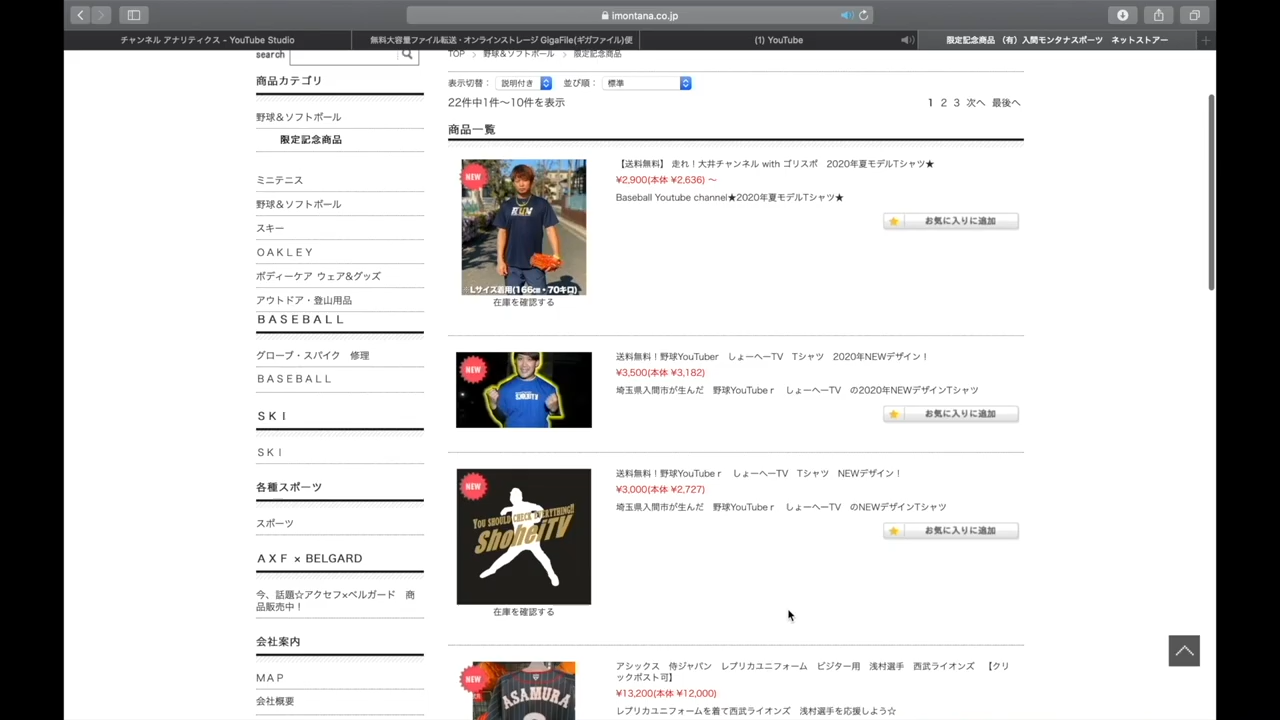 imontana.co.jp
チャンネル アナリティクス - YouTube Studio
無料大容量ファイル転送・オンラインストレージ GigaFile(ギガファイル)便
(1) YouTube
限定記念商品 （有）入間モンタナスポーツ　ネットストアー
search
TOP > 野球＆ソフトボール > 限定記念商品
商品カテゴリ
野球＆ソフトボール
限定記念商品
ミニテニス
野球＆ソフトボール
スキー
ＯＡＫＬＥＹ
ボディーケア ウェア&グッズ
アウトドア・登山用品
ＢＡＳＥＢＡＬＬ
グローブ・スパイク　修理
ＢＡＳＥＢＡＬＬ
ＳＫＩ
ＳＫＩ
各種スポーツ
スポーツ
ＡＸＦ × BELGARD
今、話題☆アクセフ×ベルガード　商
品販売中！
会社案内
ＭＡＰ
会社概要
表示切替： 説明付き 並び順： 標準
22件中1件〜10件を表示
1 2 3 次へ 最後へ
商品一覧
NEW
RUN
※Lサイズ着用(166㎝・70キロ)
在庫を確認する
【送料無料】 走れ！大井チャンネル with ゴリスポ　2020年夏モデルTシャツ★
¥2,900(本体 ¥2,636) 〜
Baseball Youtube channel★2020年夏モデルTシャツ★
お気に入りに追加
NEW
SHOHEITV
送料無料！野球YouTuber　しょーへーTV　Tシャツ　2020年NEWデザイン！
¥3,500(本体 ¥3,182)
埼玉県入間市が生んだ　野球YouTubeｒ　しょーへーTV　の2020年NEWデザインTシャツ
お気に入りに追加
NEW
YOU SHOULD CHECK EVERYTHING!!
ShoheiTV
在庫を確認する
送料無料！野球YouTubeｒ　しょーへーTV　Tシャツ　NEWデザイン！
¥3,000(本体 ¥2,727)
埼玉県入間市が生んだ　野球YouTubeｒ　しょーへーTV　のNEWデザインTシャツ
お気に入りに追加
NEW
ASAMURA
アシックス　侍ジャパン　レプリカユニフォーム　ビジター用　浅村選手　西武ライオンズ　【クリ
ックポスト可】
¥13,200(本体 ¥12,000)
レプリカユニフォームを着て西武ライオンズ　浅村選手を応援しよう☆